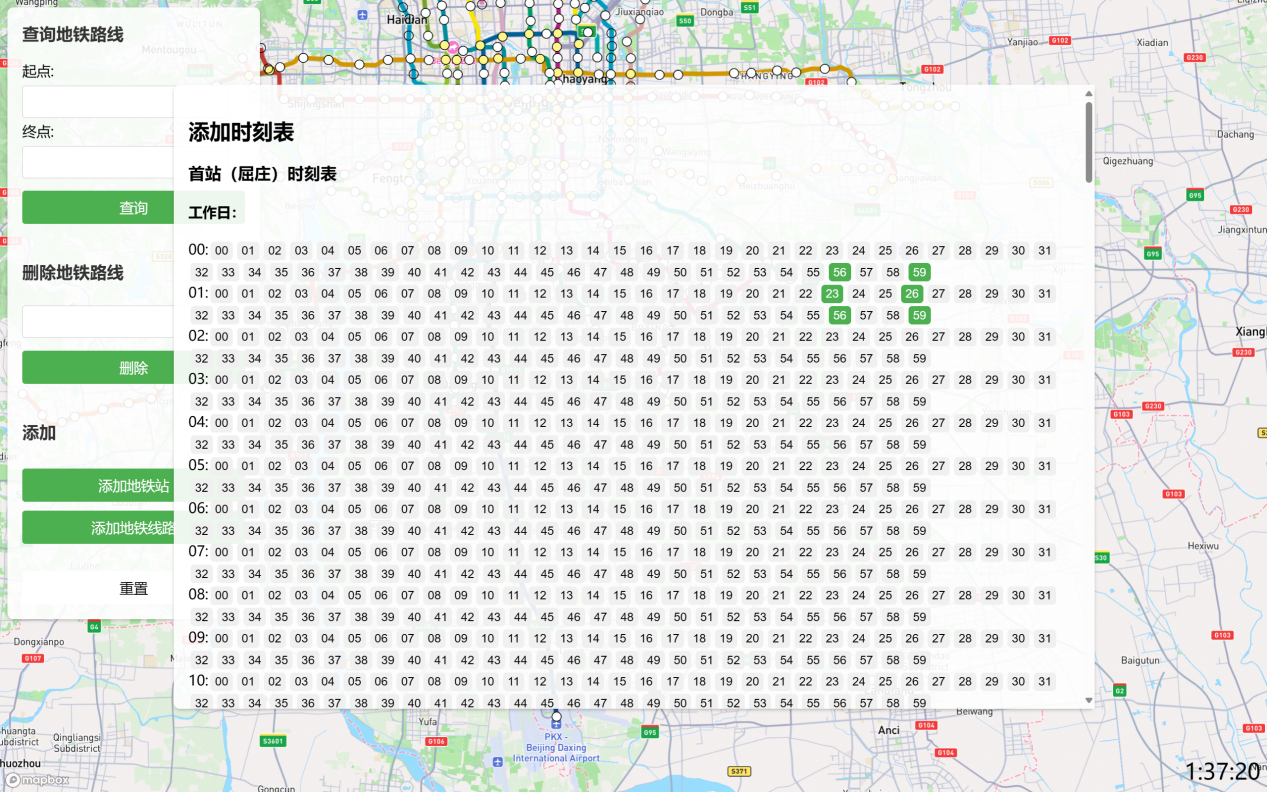 查询地铁路线
起点:
终点:
查询
删除地铁路线
删除
添加
添加地铁站
添加地铁线路
重置
添加时刻表
首站（屈庄）时刻表
工作日：
00: 00 01 02 03 04 05 06 07 08 09 10 11 12 13 14 15 16 17 18 19 20 21 22 23 24 25 26 27 28 29 30 31
32 33 34 35 36 37 38 39 40 41 42 43 44 45 46 47 48 49 50 51 52 53 54 55 56 57 58 59
01: 00 01 02 03 04 05 06 07 08 09 10 11 12 13 14 15 16 17 18 19 20 21 22 23 24 25 26 27 28 29 30 31
32 33 34 35 36 37 38 39 40 41 42 43 44 45 46 47 48 49 50 51 52 53 54 55 56 57 58 59
02: 00 01 02 03 04 05 06 07 08 09 10 11 12 13 14 15 16 17 18 19 20 21 22 23 24 25 26 27 28 29 30 31
32 33 34 35 36 37 38 39 40 41 42 43 44 45 46 47 48 49 50 51 52 53 54 55 56 57 58 59
03: 00 01 02 03 04 05 06 07 08 09 10 11 12 13 14 15 16 17 18 19 20 21 22 23 24 25 26 27 28 29 30 31
32 33 34 35 36 37 38 39 40 41 42 43 44 45 46 47 48 49 50 51 52 53 54 55 56 57 58 59
04: 00 01 02 03 04 05 06 07 08 09 10 11 12 13 14 15 16 17 18 19 20 21 22 23 24 25 26 27 28 29 30 31
32 33 34 35 36 37 38 39 40 41 42 43 44 45 46 47 48 49 50 51 52 53 54 55 56 57 58 59
05: 00 01 02 03 04 05 06 07 08 09 10 11 12 13 14 15 16 17 18 19 20 21 22 23 24 25 26 27 28 29 30 31
32 33 34 35 36 37 38 39 40 41 42 43 44 45 46 47 48 49 50 51 52 53 54 55 56 57 58 59
06: 00 01 02 03 04 05 06 07 08 09 10 11 12 13 14 15 16 17 18 19 20 21 22 23 24 25 26 27 28 29 30 31
32 33 34 35 36 37 38 39 40 41 42 43 44 45 46 47 48 49 50 51 52 53 54 55 56 57 58 59
07: 00 01 02 03 04 05 06 07 08 09 10 11 12 13 14 15 16 17 18 19 20 21 22 23 24 25 26 27 28 29 30 31
32 33 34 35 36 37 38 39 40 41 42 43 44 45 46 47 48 49 50 51 52 53 54 55 56 57 58 59
08: 00 01 02 03 04 05 06 07 08 09 10 11 12 13 14 15 16 17 18 19 20 21 22 23 24 25 26 27 28 29 30 31
32 33 34 35 36 37 38 39 40 41 42 43 44 45 46 47 48 49 50 51 52 53 54 55 56 57 58 59
09: 00 01 02 03 04 05 06 07 08 09 10 11 12 13 14 15 16 17 18 19 20 21 22 23 24 25 26 27 28 29 30 31
32 33 34 35 36 37 38 39 40 41 42 43 44 45 46 47 48 49 50 51 52 53 54 55 56 57 58 59
10: 00 01 02 03 04 05 06 07 08 09 10 11 12 13 14 15 16 17 18 19 20 21 22 23 24 25 26 27 28 29 30 31
32 33 34 35 36 37 38 39 40 41 42 43 44 45 46 47 48 49 50 51 52 53 54 55 56 57 58 59
Wangping
Mentougou
Haidian
Jiuxianqiao
Dongba
S50
S51
Yanjiao
G102
Xiadan
G230
G102
G102
Tongzhou
Dachang
Qigezhuang
G95
G230
Jiangxintun
G95
G230
G103
G230
G103
Hexiwu
S30
G103
Baigutun
G2
G103
Beiwang
G104
Anci
G104
G95
S371
Yufa
G106
PKX -
Beijing Daxing
International Airport
Gongcun
S3601
Qingliangsi
Subdistrict
G4
Dongxianpo
G107
mapbox
1:37:20